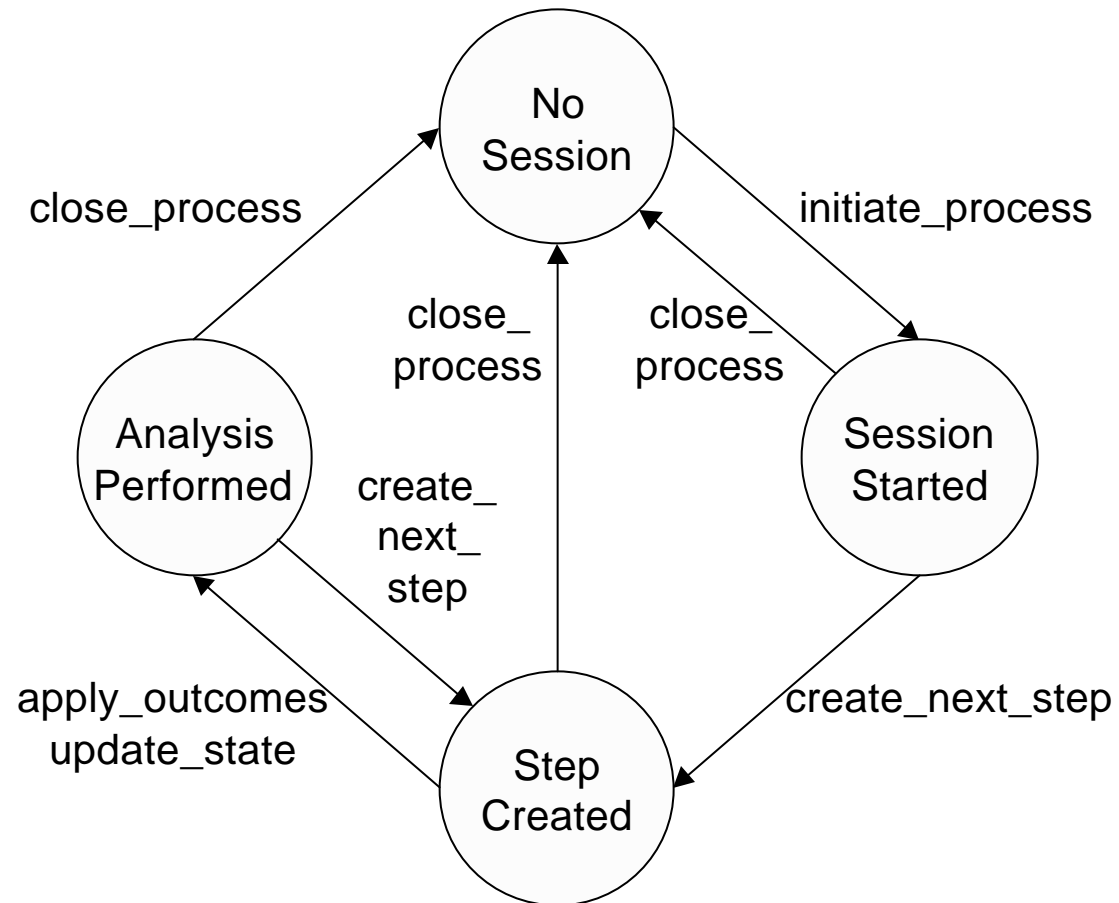 No
Session
close_process
initiate_process
close_
process
close_
process
Analysis
Performed
Session
Started
create_
next_
step
apply_outcomes
update_state
create_next_step
Step
Created